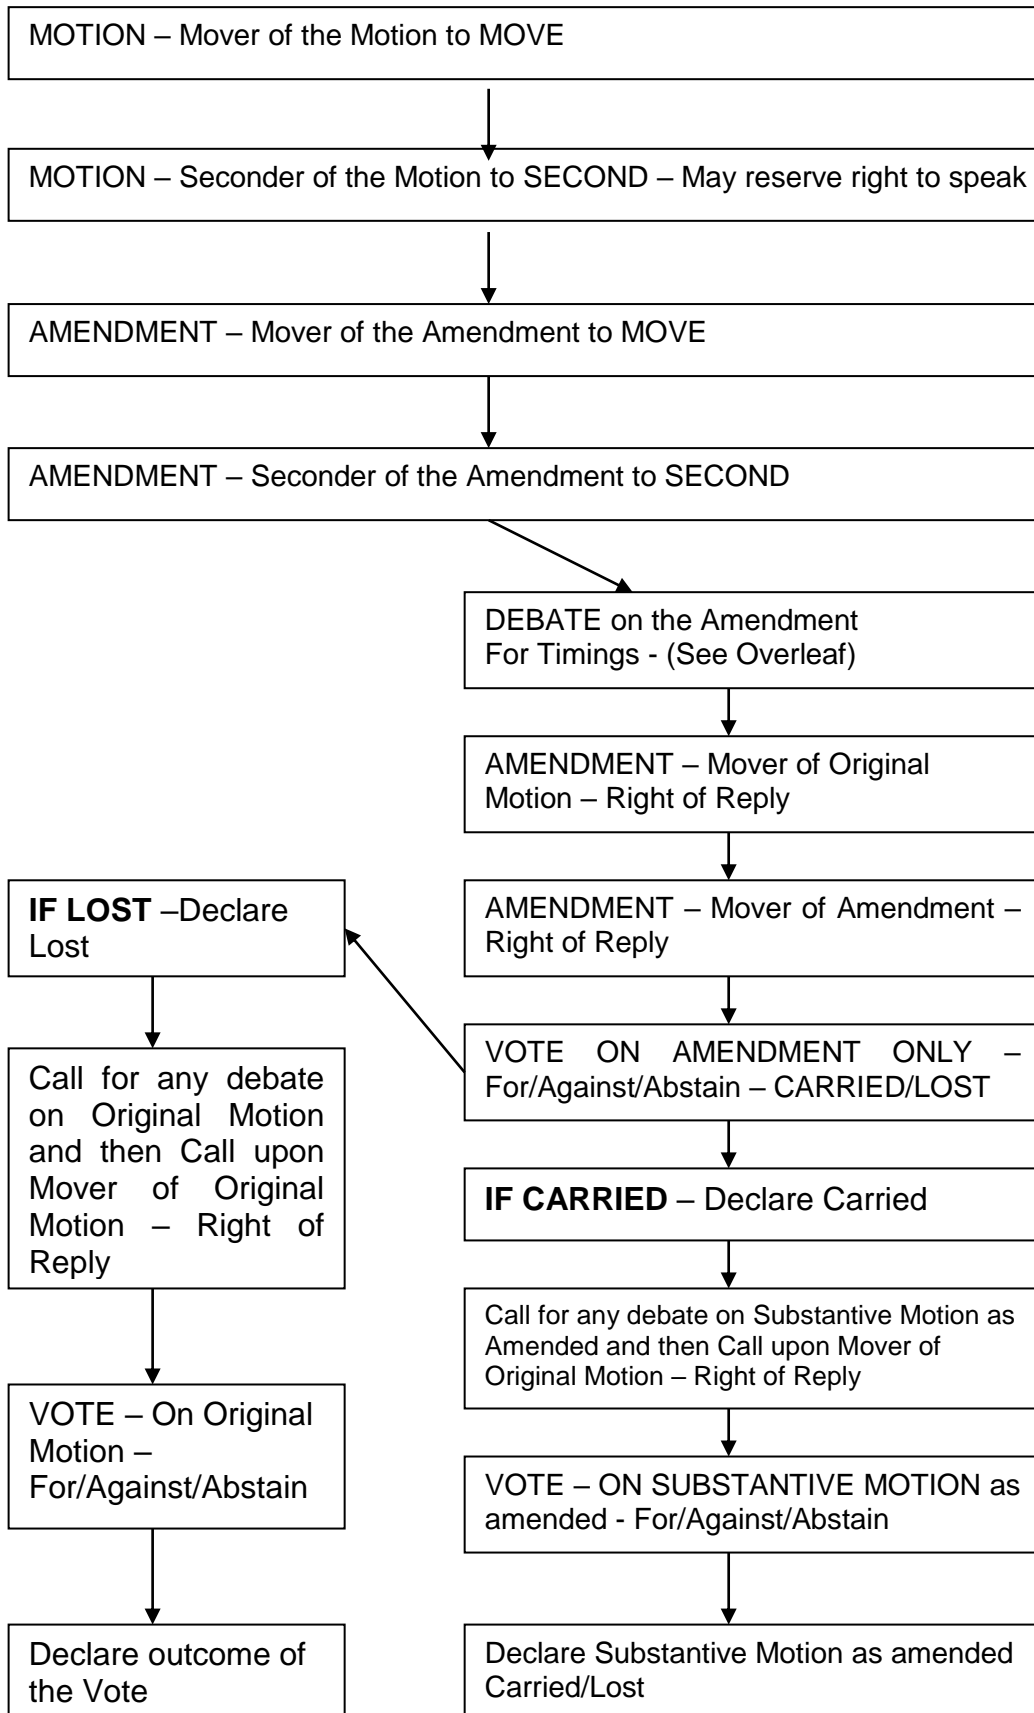 MOTION – Mover of the Motion to MOVE
MOTION – Seconder of the Motion to SECOND – May reserve right to speak
AMENDMENT – Mover of the Amendment to MOVE
AMENDMENT – Seconder of the Amendment to SECOND
DEBATE on the Amendment
For Timings - (See Overleaf)
AMENDMENT – Mover of Original
Motion – Right of Reply
AMENDMENT – Mover of Amendment –
Right of Reply
VOTE ON AMENDMENT ONLY –
For/Against/Abstain – CARRIED/LOST
IF LOST –Declare
Lost
Call for any debate
on Original Motion
and then Call upon
Mover of Original
Motion – Right of
Reply
VOTE – On Original
Motion –
For/Against/Abstain
Declare outcome of
the Vote
IF CARRIED – Declare Carried
Call for any debate on Substantive Motion as
Amended and then Call upon Mover of
Original Motion – Right of Reply
VOTE – ON SUBSTANTIVE MOTION as
amended - For/Against/Abstain
Declare Substantive Motion as amended
Carried/Lost